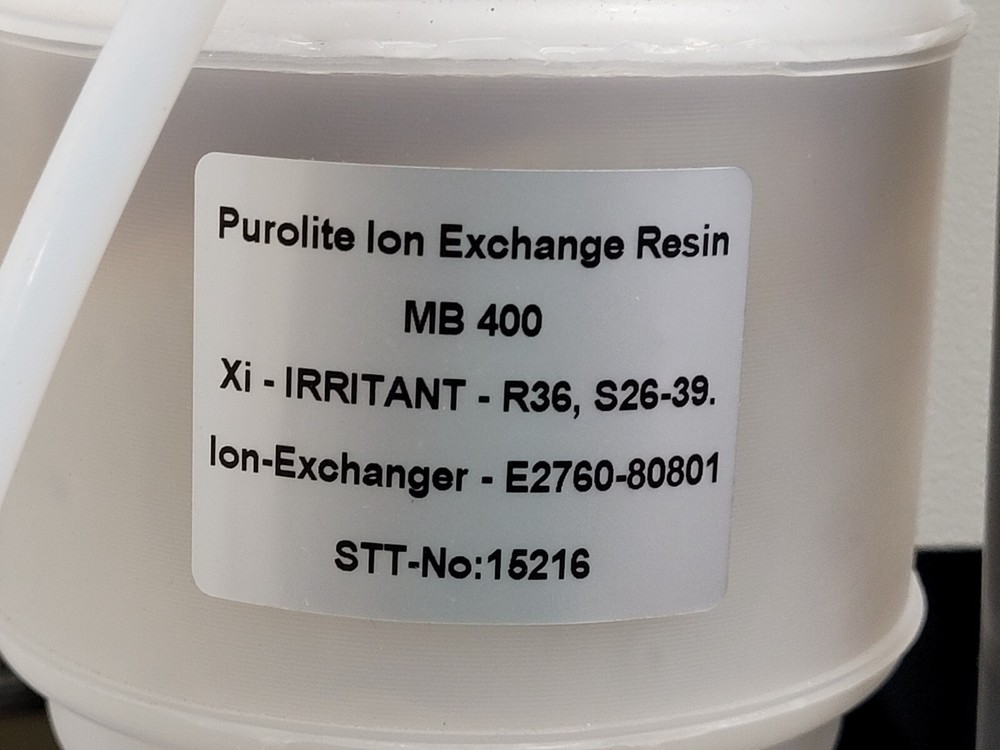 Purolite Ion Exchange Resin
MB 400
Xi - IRRITANT - R36, S26-39.
Ion-Exchanger - E2760-80801
STT-No:15216